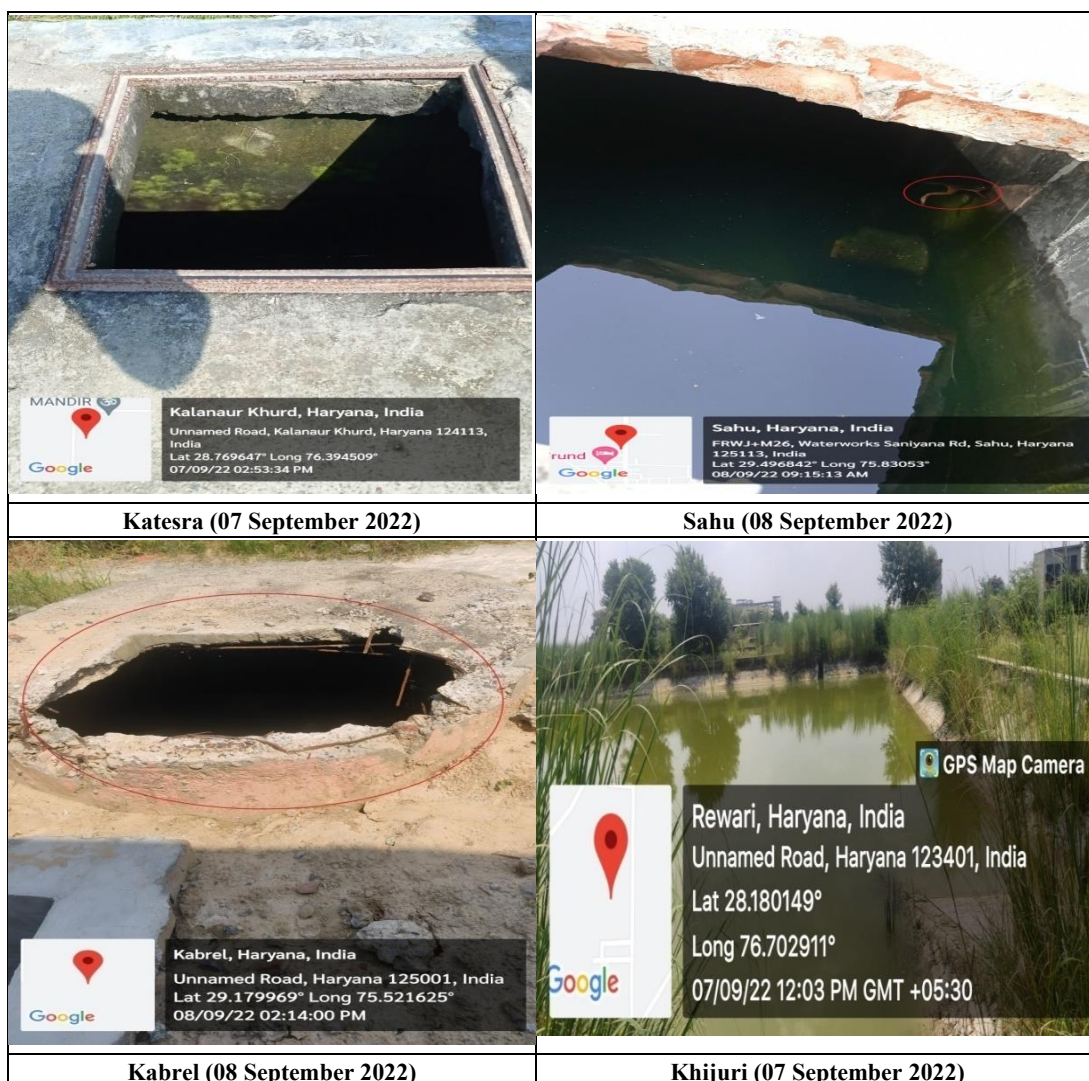 MANDIR
Google
Kalanaur Khurd, Haryana, India
Unnamed Road, Kalanaur Khurd, Haryana 124113,
India
Lat 28.769647° Long 76.394509°
07/09/22 02:53:34 PM
rund
Google
Sahu, Haryana, India
FRWJ+M26, Waterworks Saniyana Rd, Sahu, Haryana
125113, India
Lat 29.496842° Long 75.83053°
08/09/22 09:15:13 AM
Katesra (07 September 2022)
Sahu (08 September 2022)
Google
Kabrel, Haryana, India
Unnamed Road, Haryana 125001, India
Lat 29.179969° Long 75.521625°
08/09/22 02:14:00 PM
GPS Map Camera
Google
Rewari, Haryana, India
Unnamed Road, Haryana 123401, India
Lat 28.180149°
Long 76.702911°
07/09/22 12:03 PM GMT +05:30
Kabrel (08 September 2022)
Khijuri (07 September 2022)